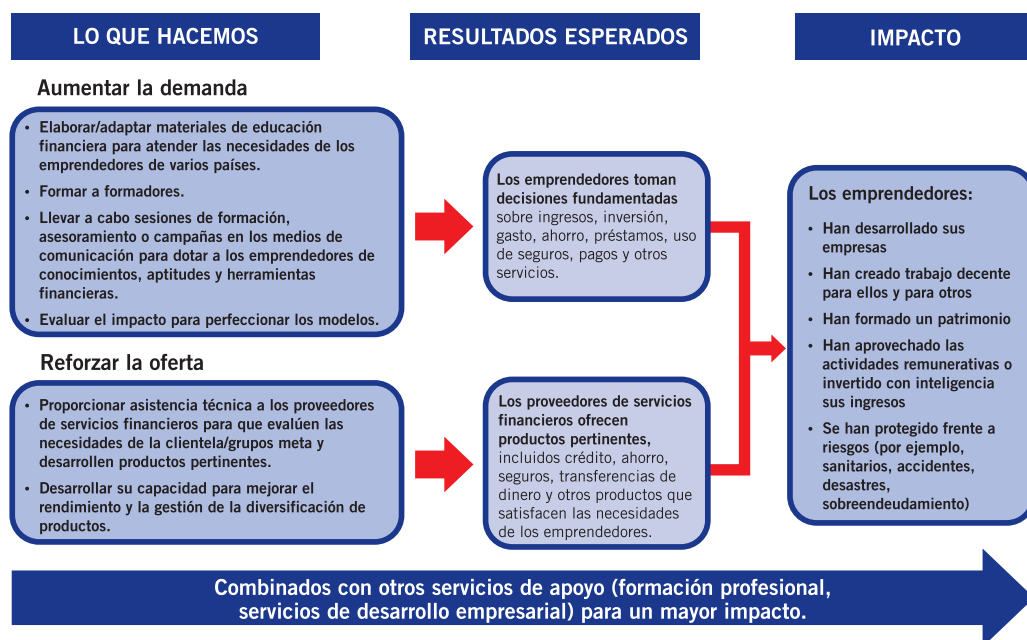 LO QUE HACEMOS
RESULTADOS ESPERADOS
IMPACTO
Aumentar la demanda
• Elaborar/adaptar materiales de educación
financiera para atender las necesidades de los
emprendedores de varios países.
• Formar a formadores.
• Llevar a cabo sesiones de formación,
asesoramiento o campañas en los medios de
comunicación para dotar a los emprendedores de
conocimientos, aptitudes y herramientas
financieras.
• Evaluar el impacto para perfeccionar los modelos.
Reforzar la oferta
• Proporcionar asistencia técnica a los proveedores
de servicios financieros para que evalúen las
necesidades de la clientela/grupos meta y
desarrollen productos pertinentes.
• Desarrollar su capacidad para mejorar el
rendimiento y la gestión de la diversificación de
productos.
Los emprendedores toman
decisiones fundamentadas
sobre ingresos, inversión,
gasto, ahorro, préstamos, uso
de seguros, pagos y otros
servicios.
Los proveedores de servicios
financieros ofrecen
productos pertinentes,
incluidos crédito, ahorro,
seguros, transferencias de
dinero y otros productos que
satisfacen las necesidades
de los emprendedores.
Los emprendedores:
• Han desarrollado sus
empresas
• Han creado trabajo decente
para ellos y para otros
• Han formado un patrimonio
• Han aprovechado las
actividades remunerativas o
invertido con inteligencia
sus ingresos
• Se han protegido frente a
riesgos (por ejemplo,
sanitarios, accidentes,
desastres,
sobreendeudamiento)
Combinados con otros servicios de apoyo (formación profesional,
servicios de desarrollo empresarial) para un mayor impacto.